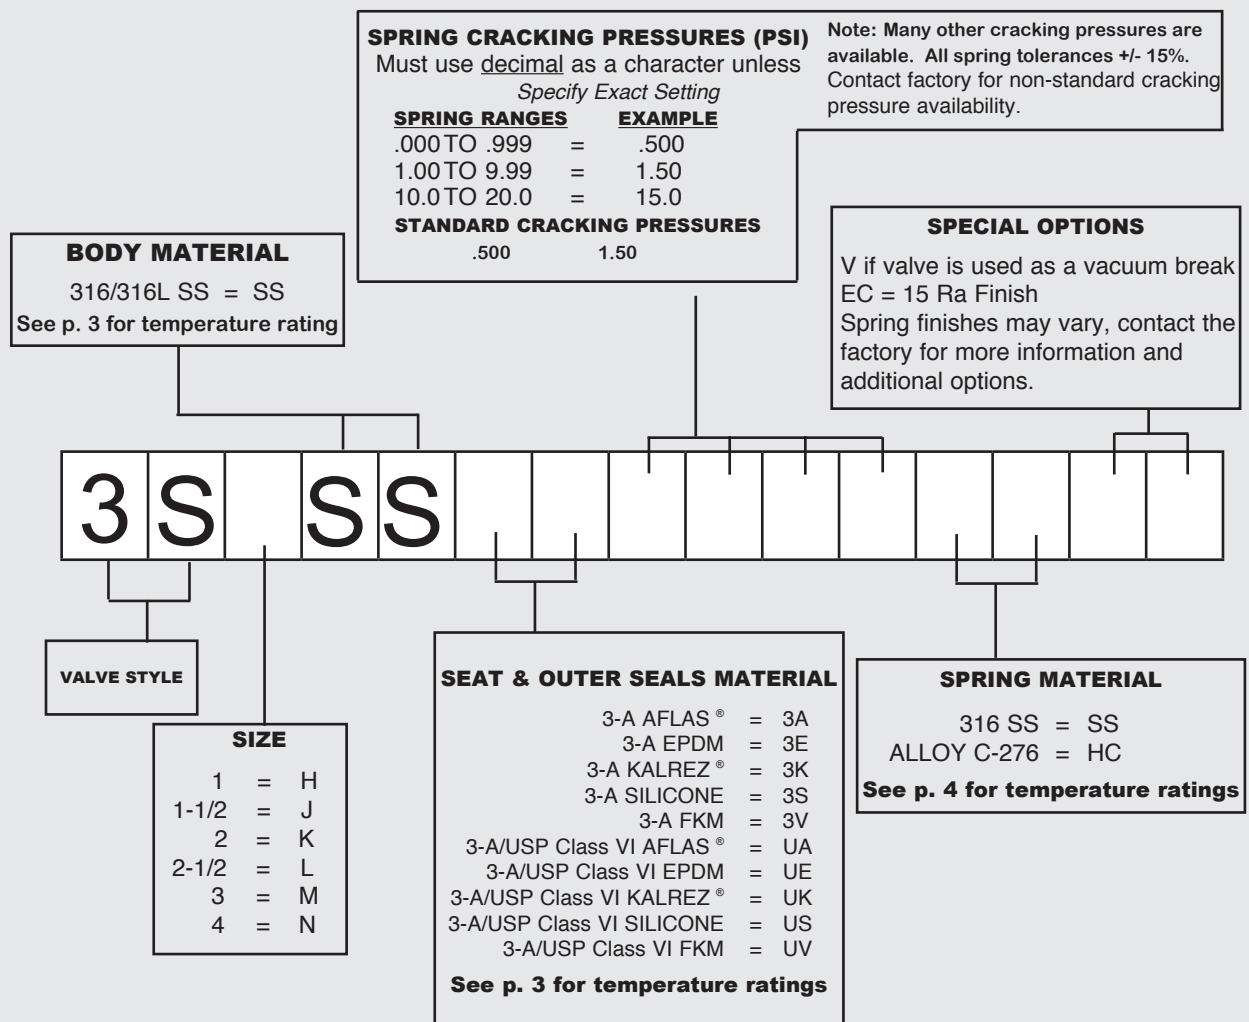 SPRING CRACKING PRESSURES (PSI)
Must use decimal as a character unless
Specify Exact Setting
SPRING RANGES EXAMPLE
.000 TO .999 = .500
1.00 TO 9.99 = 1.50
10.0 TO 20.0 = 15.0
STANDARD CRACKING PRESSURES
.500 1.50
Note: Many other cracking pressures are
available. All spring tolerances +/- 15%.
Contact factory for non-standard cracking
pressure availability.
BODY MATERIAL
316/316L SS = SS
See p. 3 for temperature rating
SPECIAL OPTIONS
V if valve is used as a vacuum break
EC = 15 Ra Finish
Spring finishes may vary, contact the
factory for more information and
additional options.
3 S S S
VALVE STYLE
SIZE
1 = H
1-1/2 = J
2 = K
2-1/2 = L
3 = M
4 = N
SEAT & OUTER SEALS MATERIAL
3-A AFLAS ® = 3A
3-A EPDM = 3E
3-A KALREZ ® = 3K
3-A SILICONE = 3S
3-A FKM = 3V
3-A/USP Class VI AFLAS ® = UA
3-A/USP Class VI EPDM = UE
3-A/USP Class VI KALREZ ® = UK
3-A/USP Class VI SILICONE = US
3-A/USP Class VI FKM = UV
See p. 3 for temperature ratings
SPRING MATERIAL
316 SS = SS
ALLOY C-276 = HC
See p. 4 for temperature ratings